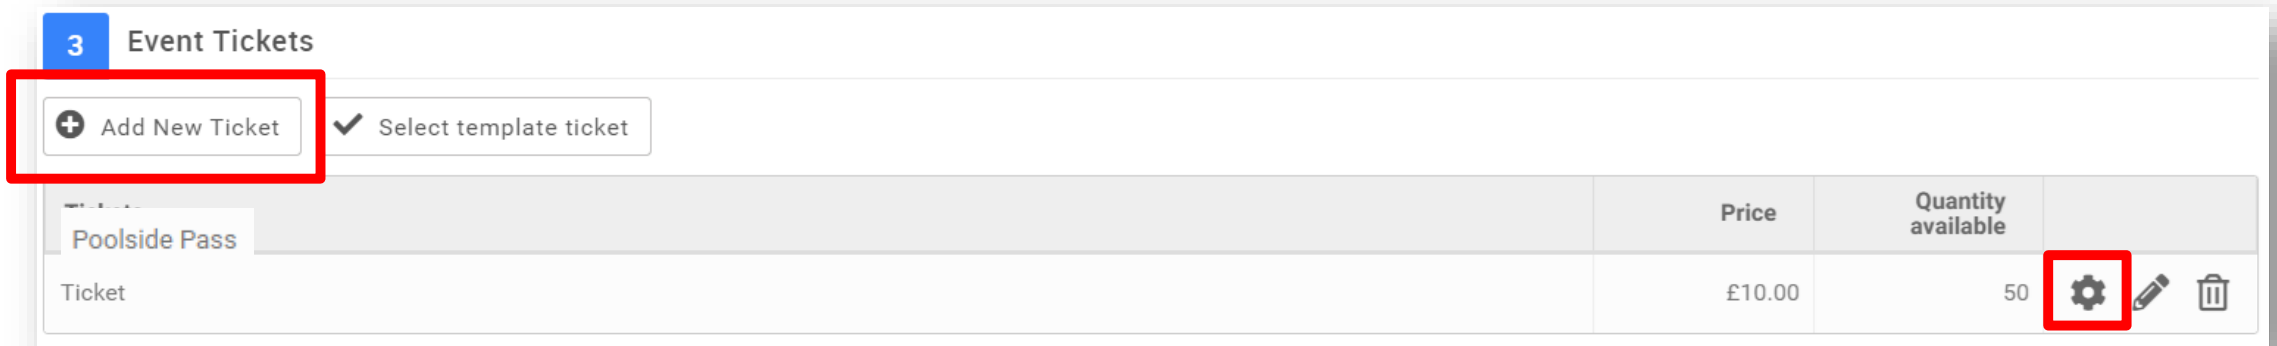 3 Event Tickets
Add New Ticket Select template ticket
Price Quantity available
Poolside Pass
Ticket £10.00 50